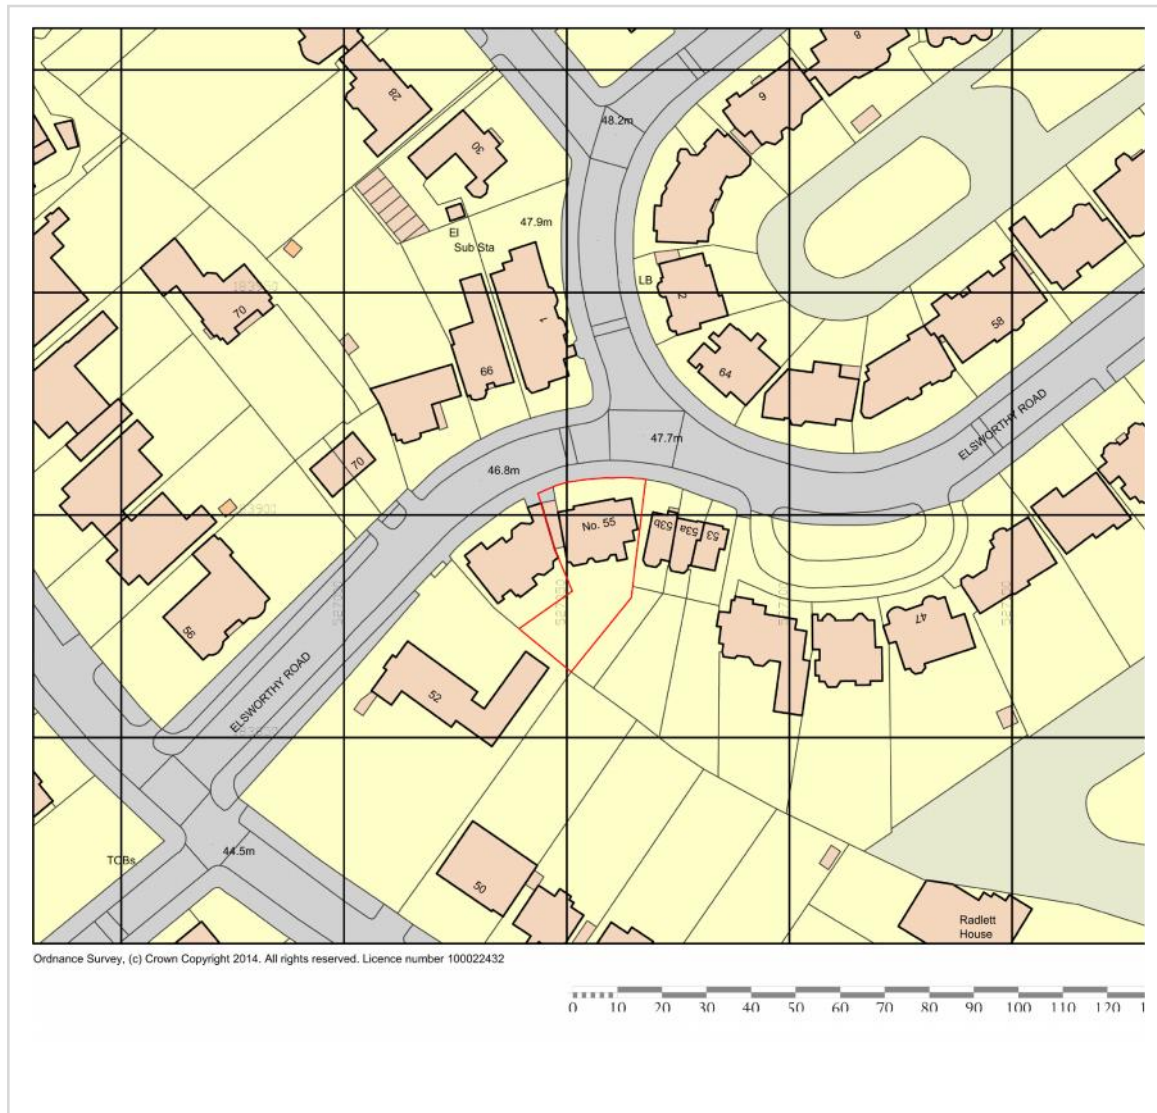 8
6
28
48.2m
30
47.9m
El
Sub Sta
LB
2
70
1
58
66
64
ELSWORTHY ROAD
47.7m
70
46.8m
No. 55
53b
53a
53
56
47
ELSWORTHY ROAD
52
44.5m
TCBs
50
Radlett
House
Ordnance Survey, (c) Crown Copyright 2014. All rights reserved. Licence number 100022432
0 10 20 30 40 50 60 70 80 90 100 110 120